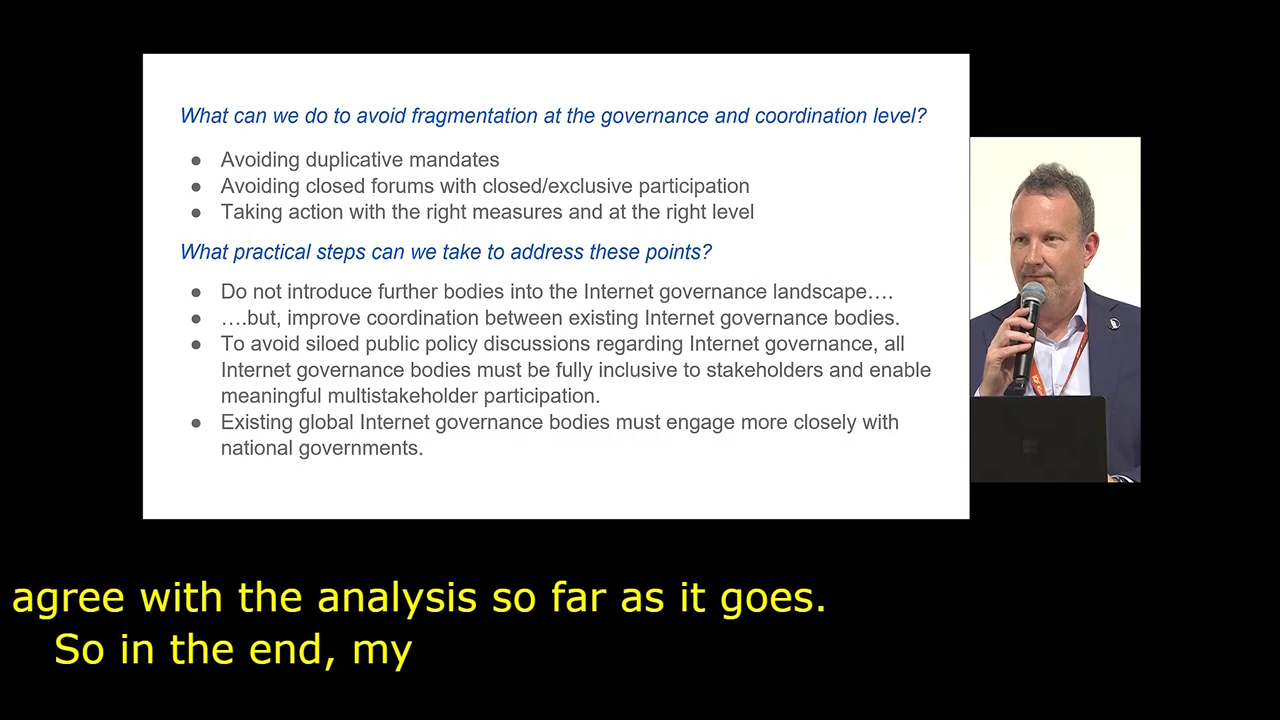 What can we do to avoid fragmentation at the governance and coordination level?
● Avoiding duplicative mandates
● Avoiding closed forums with closed/exclusive participation
● Taking action with the right measures and at the right level
What practical steps can we take to address these points?
● Do not introduce further bodies into the Internet governance landscape….
● ….but, improve coordination between existing Internet governance bodies.
● To avoid siloed public policy discussions regarding Internet governance, all
Internet governance bodies must be fully inclusive to stakeholders and enable
meaningful multistakeholder participation.
● Existing global Internet governance bodies must engage more closely with
national governments.
agree with the analysis so far as it goes.
So in the end, my